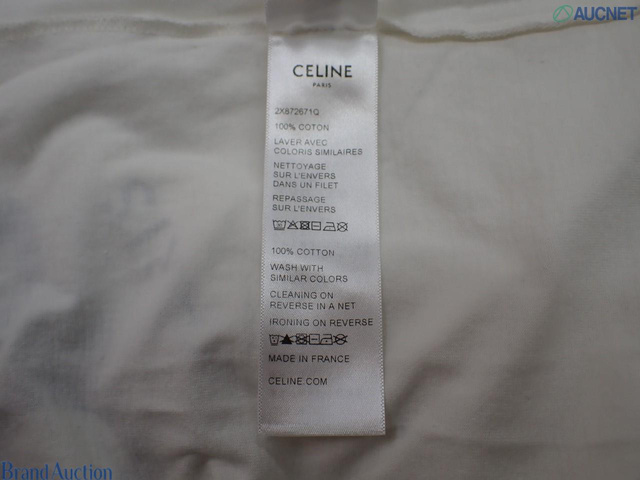 AUCNET
CELINE
PARIS
2X872671Q
100% COTON
LAVER AVEC
COLORIS SIMILAIRES
NETTOYAGE
SUR L'ENVERS
DANS UN FILET
REPASSAGE
SUR L'ENVERS
100% COTTON
WASH WITH
SIMILAR COLORS
CLEANING ON
REVERSE IN A NET
IRONING ON REVERSE
MADE IN FRANCE
CELINE.COM
Brand Auction